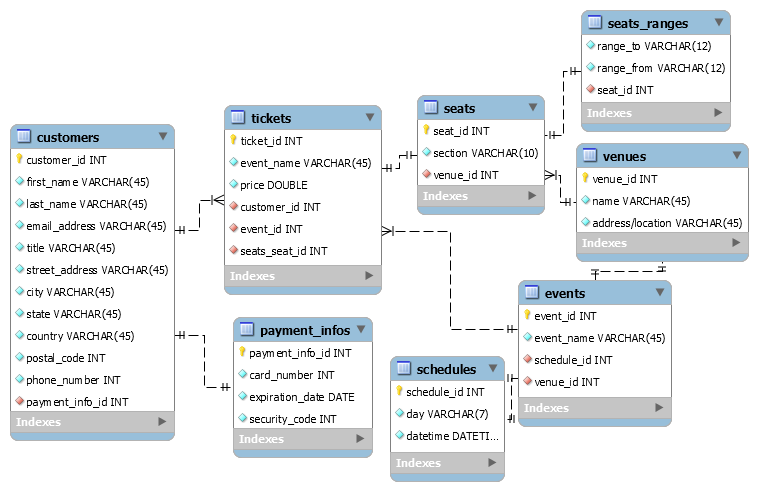 customers
customer_id INT
first_name VARCHAR(45)
last_name VARCHAR(45)
email_address VARCHAR(45)
title VARCHAR(45)
street_address VARCHAR(45)
city VARCHAR(45)
state VARCHAR(45)
country VARCHAR(45)
postal_code INT
phone_number INT
payment_info_id INT
Indexes
tickets
ticket_id INT
event_name VARCHAR(45)
price DOUBLE
customer_id INT
event_id INT
seats_seat_id INT
Indexes
payment_infos
payment_info_id INT
card_number INT
expiration_date DATE
security_code INT
Indexes
seats
seat_id INT
section VARCHAR(10)
venue_id INT
Indexes
schedules
schedule_id INT
day VARCHAR(7)
datetime DATETI...
Indexes
seats_ranges
range_to VARCHAR(12)
range_from VARCHAR(12)
seat_id INT
Indexes
venues
venue_id INT
name VARCHAR(45)
address/location VARCHAR(45)
Indexes
events
event_id INT
event_name VARCHAR(45)
schedule_id INT
venue_id INT
Indexes